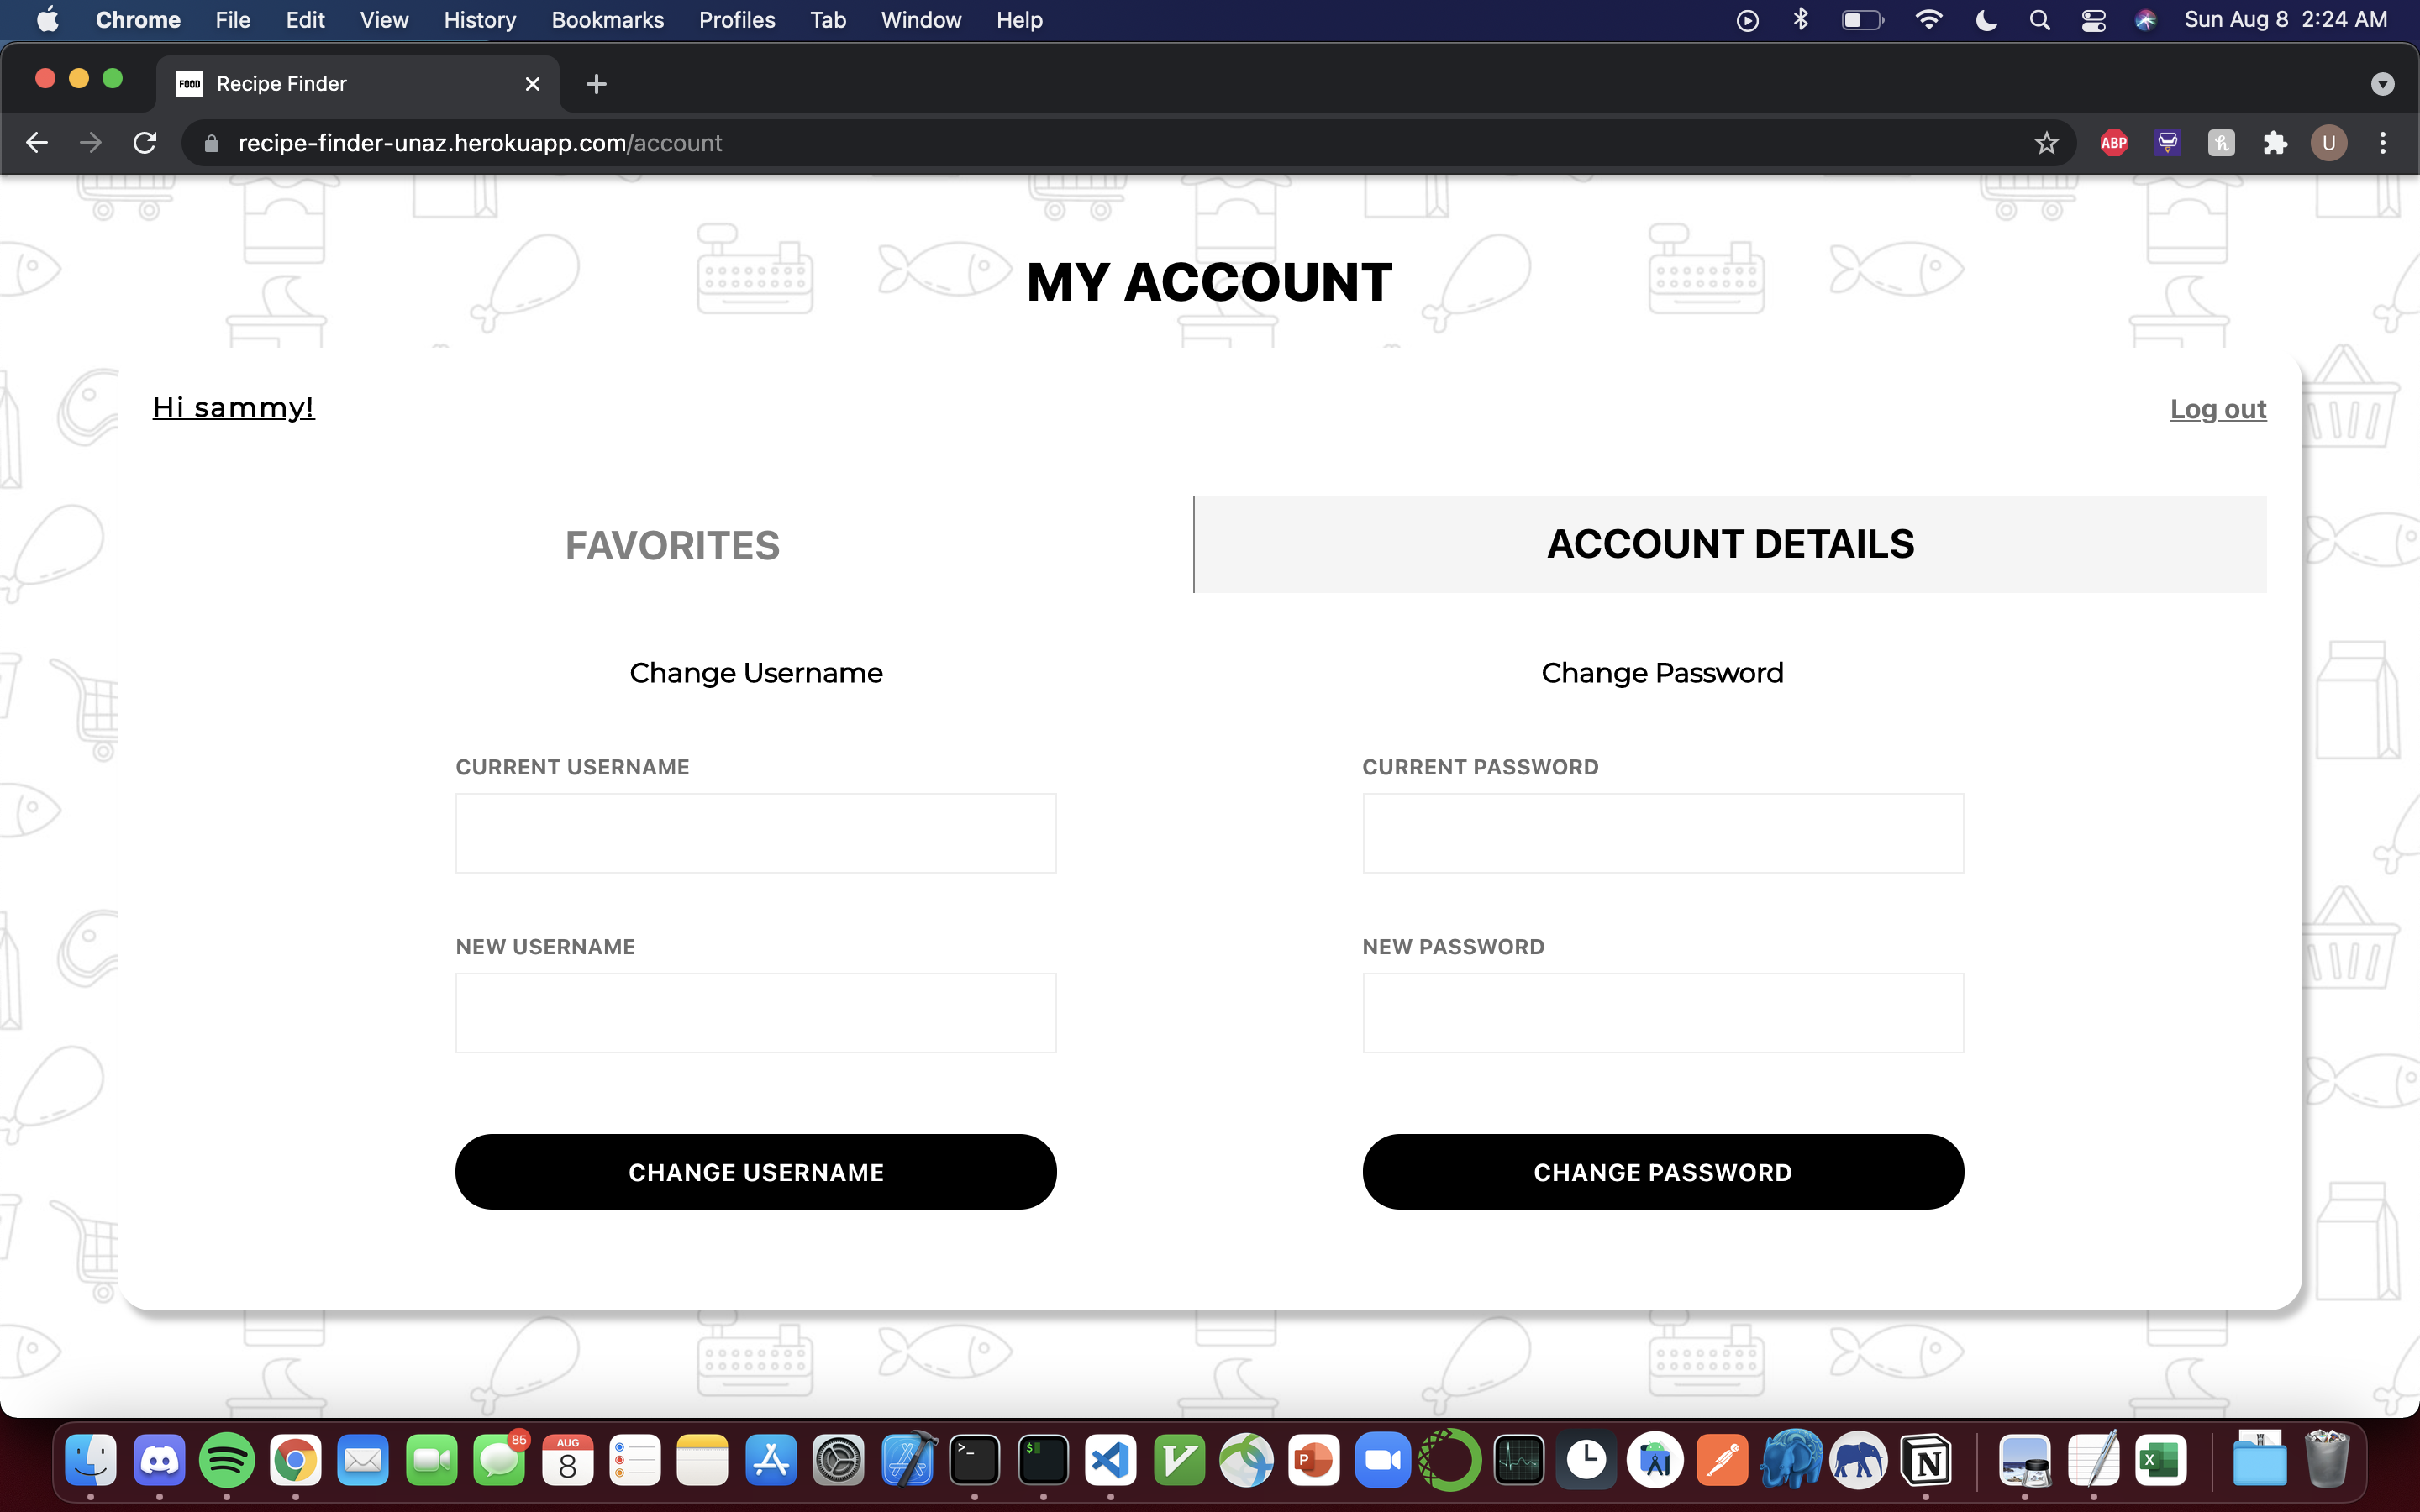 Chrome File Edit View History Bookmarks Profiles Tab Window Help Sun Aug 8 2:24 AM
FOOD Recipe Finder
recipe-finder-unaz.herokuapp.com/account ABP h U
MY ACCOUNT
Hi sammy! Log out
FAVORITES ACCOUNT DETAILS
Change Username Change Password
CURRENT USERNAME CURRENT PASSWORD
NEW USERNAME NEW PASSWORD
CHANGE USERNAME CHANGE PASSWORD
85
AUG
8 >_ $ V P N X